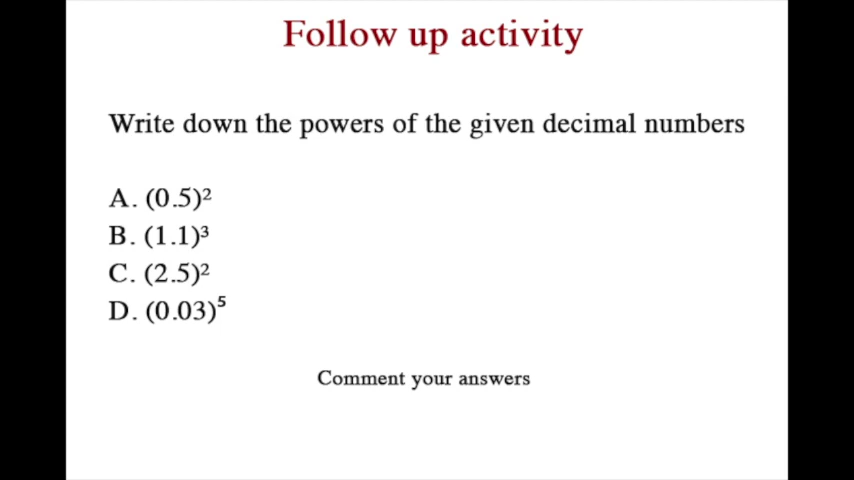 Follow up activity
Write down the powers of the given decimal numbers
A. (0.5)²
B. (1.1)³
C. (2.5)²
D. (0.03)⁵
Comment your answers